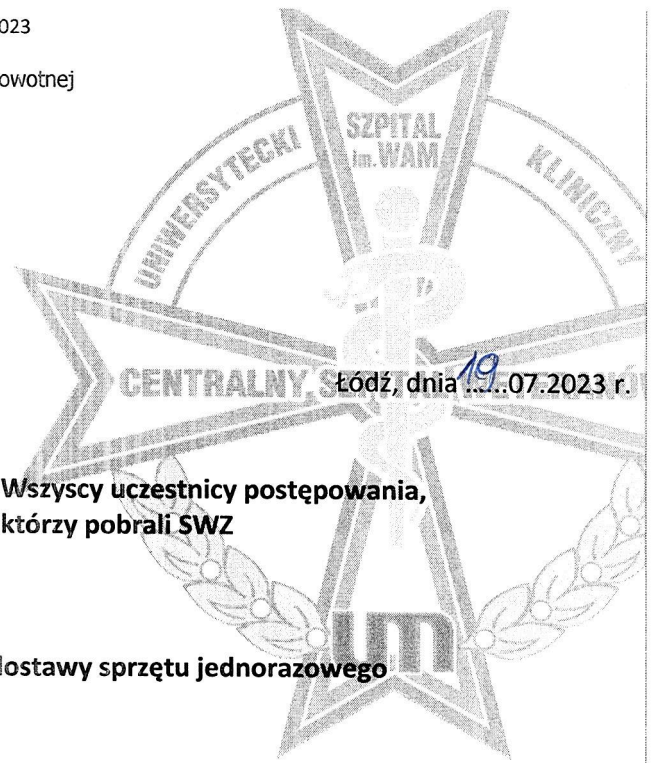 023
owotnej
SZPITAL
im. WAM
UNIWERSYTECKI
KLINICZNY
CENTRALNY
Łódź, dnia 19......07.2023 r.
Wszyscy uczestnicy postępowania,
którzy pobrali SWZ
um
dostawy sprzętu jednorazowego